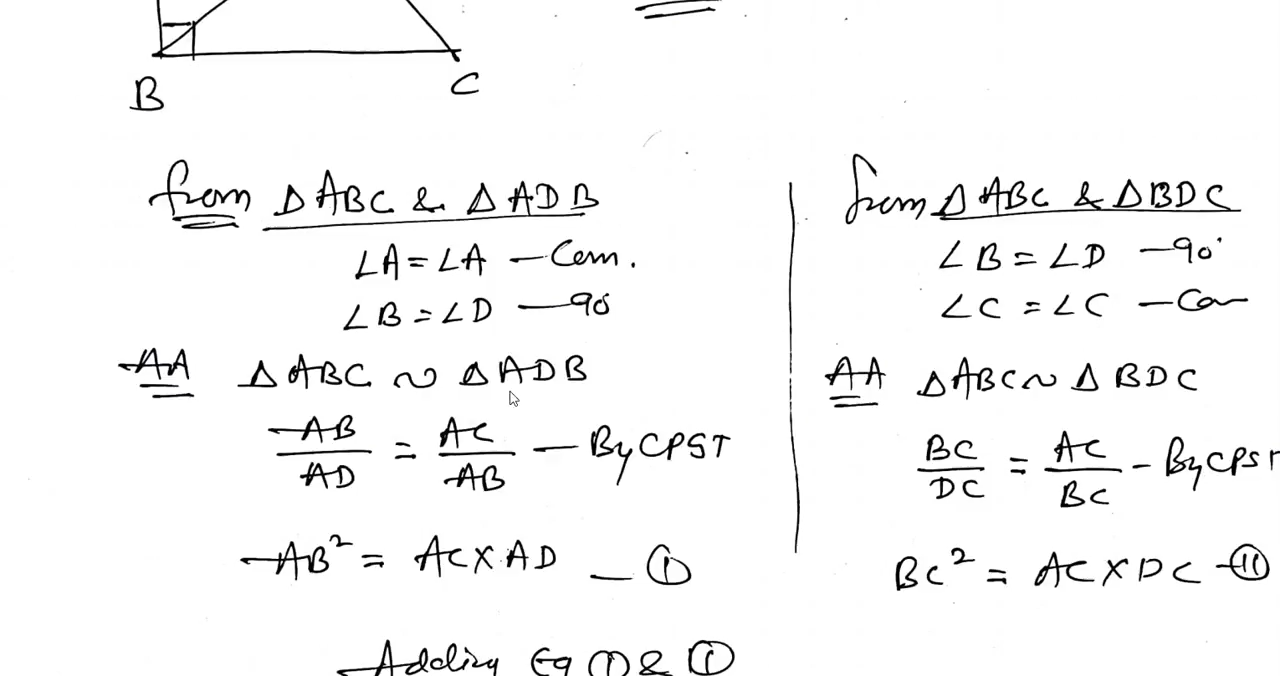 B
C
from Δ ABC & Δ ADB
∠A = ∠A — Com.
∠B = ∠D — 90°
AA Δ ABC ~ Δ ADB
AB/AD = AC/AB — By CPST
AB² = AC × AD — (I)
from Δ ABC & Δ BDC
∠B = ∠D — 90°
∠C = ∠C — Com
AA Δ ABC ~ Δ BDC
BC/DC = AC/BC — By CPST
BC² = AC × DC — (II)
Adding Eq (I) & (I)